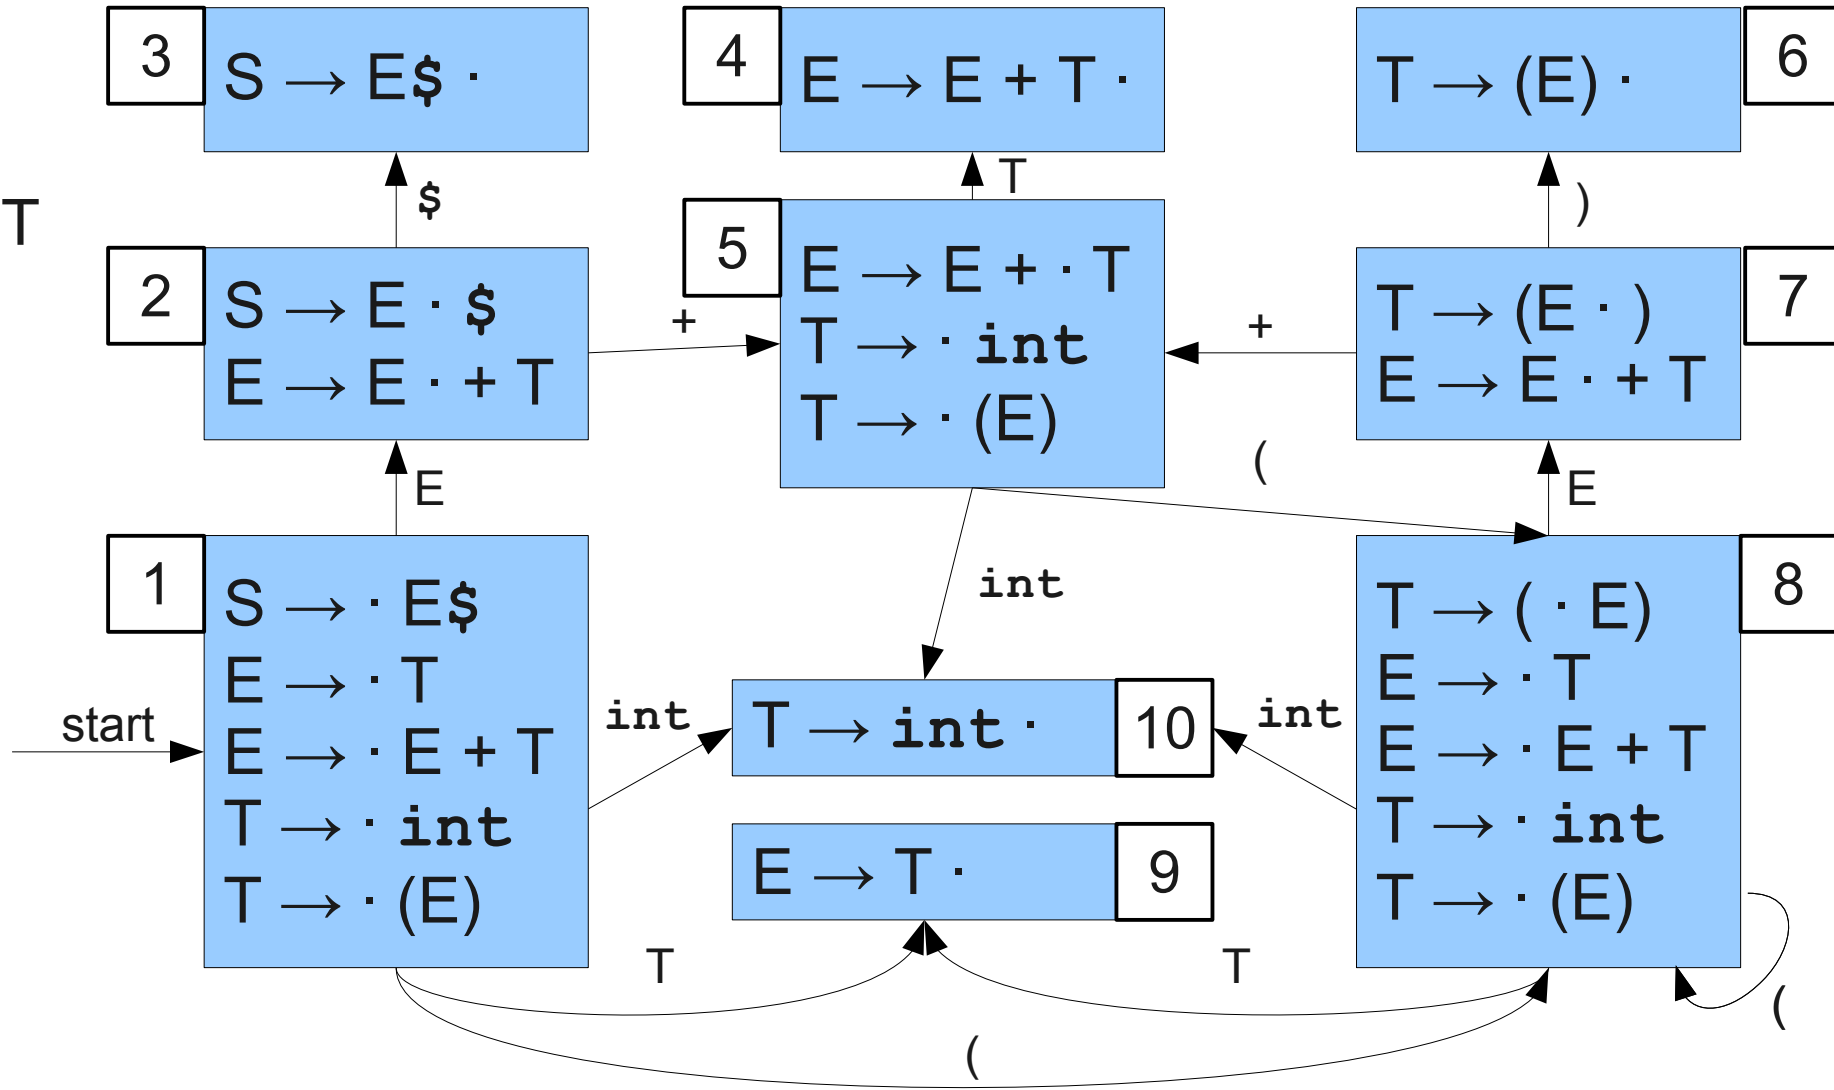 3
S → E$ ·
4
E → E + T ·
T → (E) ·
6
$
T
)
T
2
S → E · $
E → E · + T
+
5
E → E + · T
T → · int
T → · (E)
+
T → (E · )
E → E · + T
7
E
(
E
1
S → · E$
E → · T
E → · E + T
T → · int
T → · (E)
start
int
int
T → int ·
10
int
E → T ·
9
8
T → ( · E)
E → · T
E → · E + T
T → · int
T → · (E)
T
T
(
(